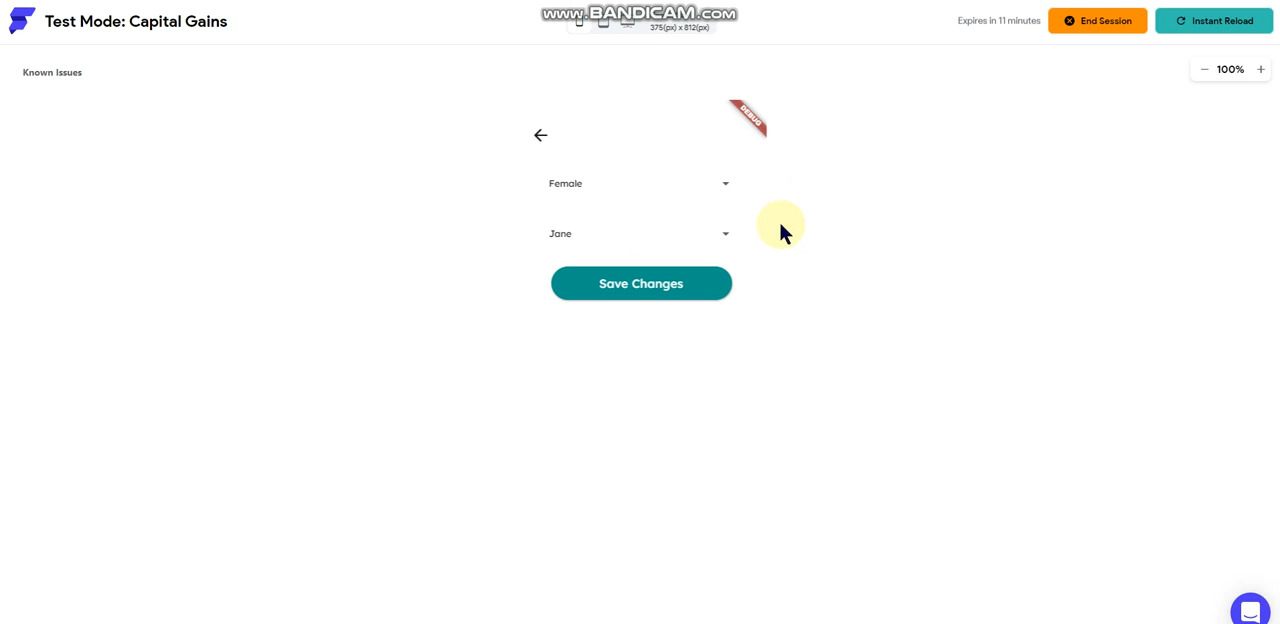 Test Mode: Capital Gains
www.BANDICAM.com
375(px) x 812(px)
Expires in 11 minutes
End Session
Instant Reload
Known Issues
100%
DEBUG
Female
Jane
Save Changes